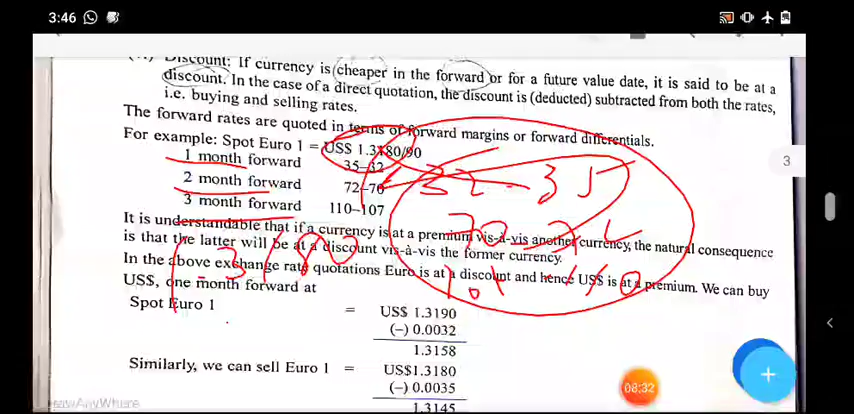 3:46
Discount: If currency is cheaper in the forward or for a future value date, it is said to be at a
discount. In the case of a direct quotation, the discount is (deducted) subtracted from both the rates,
i.e. buying and selling rates.
The forward rates are quoted in terms of forward margins or forward differentials.
For example: Spot Euro 1 = US$ 1.3180/90
1 month forward 35–32
2 month forward 72–70
3 month forward 110–107
32 - 35
70 - 72
110
1.3180
It is understandable that if a currency is at a premium vis-à-vis another currency, the natural consequence
is that the latter will be at a discount vis-à-vis the former currency.
In the above exchange rate quotations Euro is at a discount and hence US$ is at a premium. We can buy
US$, one month forward at
Spot Euro 1 = US$ 1.3190
(–) 0.0032
1.3158
Similarly, we can sell Euro 1 = US$1.3180
(–) 0.0035
1.3145
3
08:32